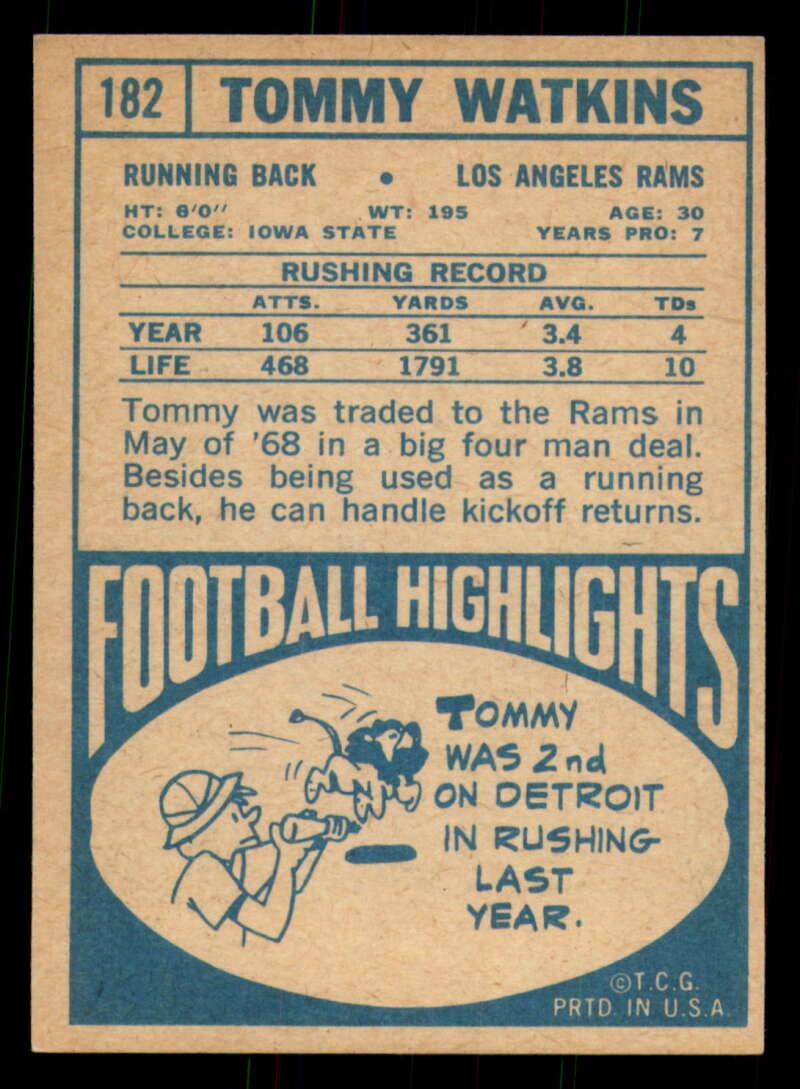 182 TOMMY WATKINS
RUNNING BACK • LOS ANGELES RAMS
HT: 6'0" WT: 195 AGE: 30
COLLEGE: IOWA STATE YEARS PRO: 7
RUSHING RECORD
ATTS. YARDS AVG. TDs
YEAR 106 361 3.4 4
LIFE 468 1791 3.8 10
Tommy was traded to the Rams in
May of '68 in a big four man deal.
Besides being used as a running
back, he can handle kickoff returns.
FOOTBALL HIGHLIGHTS
TOMMY
WAS 2nd
ON DETROIT
IN RUSHING
LAST
YEAR.
©T.C.G.
PRTD. IN U.S.A.